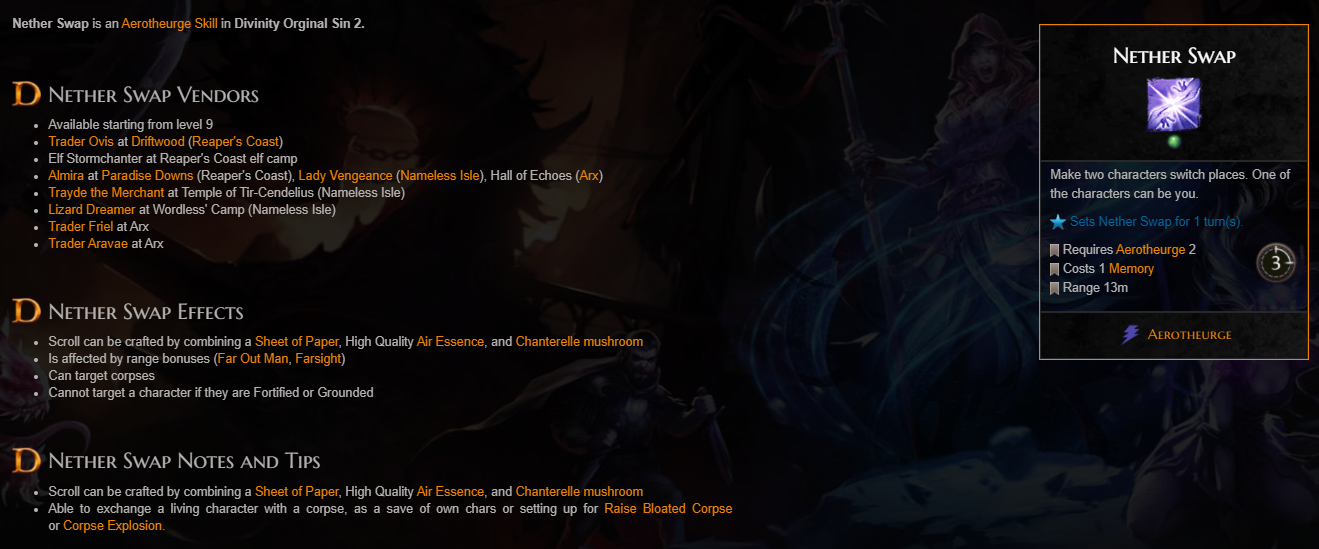 Nether Swap is an Aerotheurge Skill in Divinity Orginal Sin 2.
Nether Swap Vendors
Available starting from level 9
Trader Ovis at Driftwood (Reaper's Coast)
Elf Stormchanter at Reaper's Coast elf camp
Almira at Paradise Downs (Reaper's Coast), Lady Vengeance (Nameless Isle), Hall of Echoes (Arx)
Trayde the Merchant at Temple of Tir-Cendelius (Nameless Isle)
Lizard Dreamer at Wordless' Camp (Nameless Isle)
Trader Friel at Arx
Trader Aravae at Arx
Nether Swap Effects
Scroll can be crafted by combining a Sheet of Paper, High Quality Air Essence, and Chanterelle mushroom
Is affected by range bonuses (Far Out Man, Farsight)
Can target corpses
Cannot target a character if they are Fortified or Grounded
Nether Swap Notes and Tips
Scroll can be crafted by combining a Sheet of Paper, High Quality Air Essence, and Chanterelle mushroom
Able to exchange a living character with a corpse, as a save of own chars or setting up for Raise Bloated Corpse
or Corpse Explosion.
Nether Swap
Make two characters switch places. One of
the characters can be you.
Sets Nether Swap for 1 turn(s).
Requires Aerotheurge 2
Costs 1 Memory
Range 13m
3
Aerotheurge